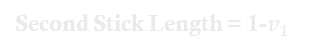 Second Stick Length = 1-v₁